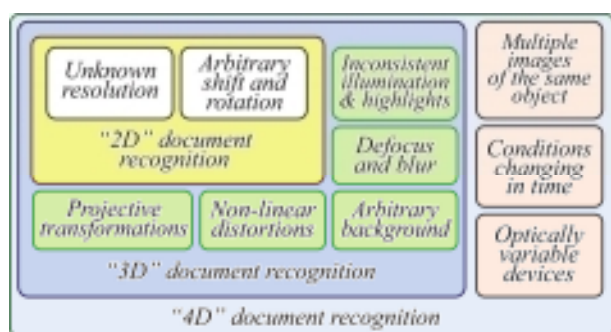 Unknown
resolution
Arbitrary
shift and
rotation
"2D" document
recognition
Inconsistent
illumination
& highlights
Defocus
and blur
Projective
transformations
Non-linear
distortions
Arbitrary
background
"3D" document recognition
Multiple
images
of the same
object
Conditions
changing
in time
Optically
variable
devices
"4D" document recognition